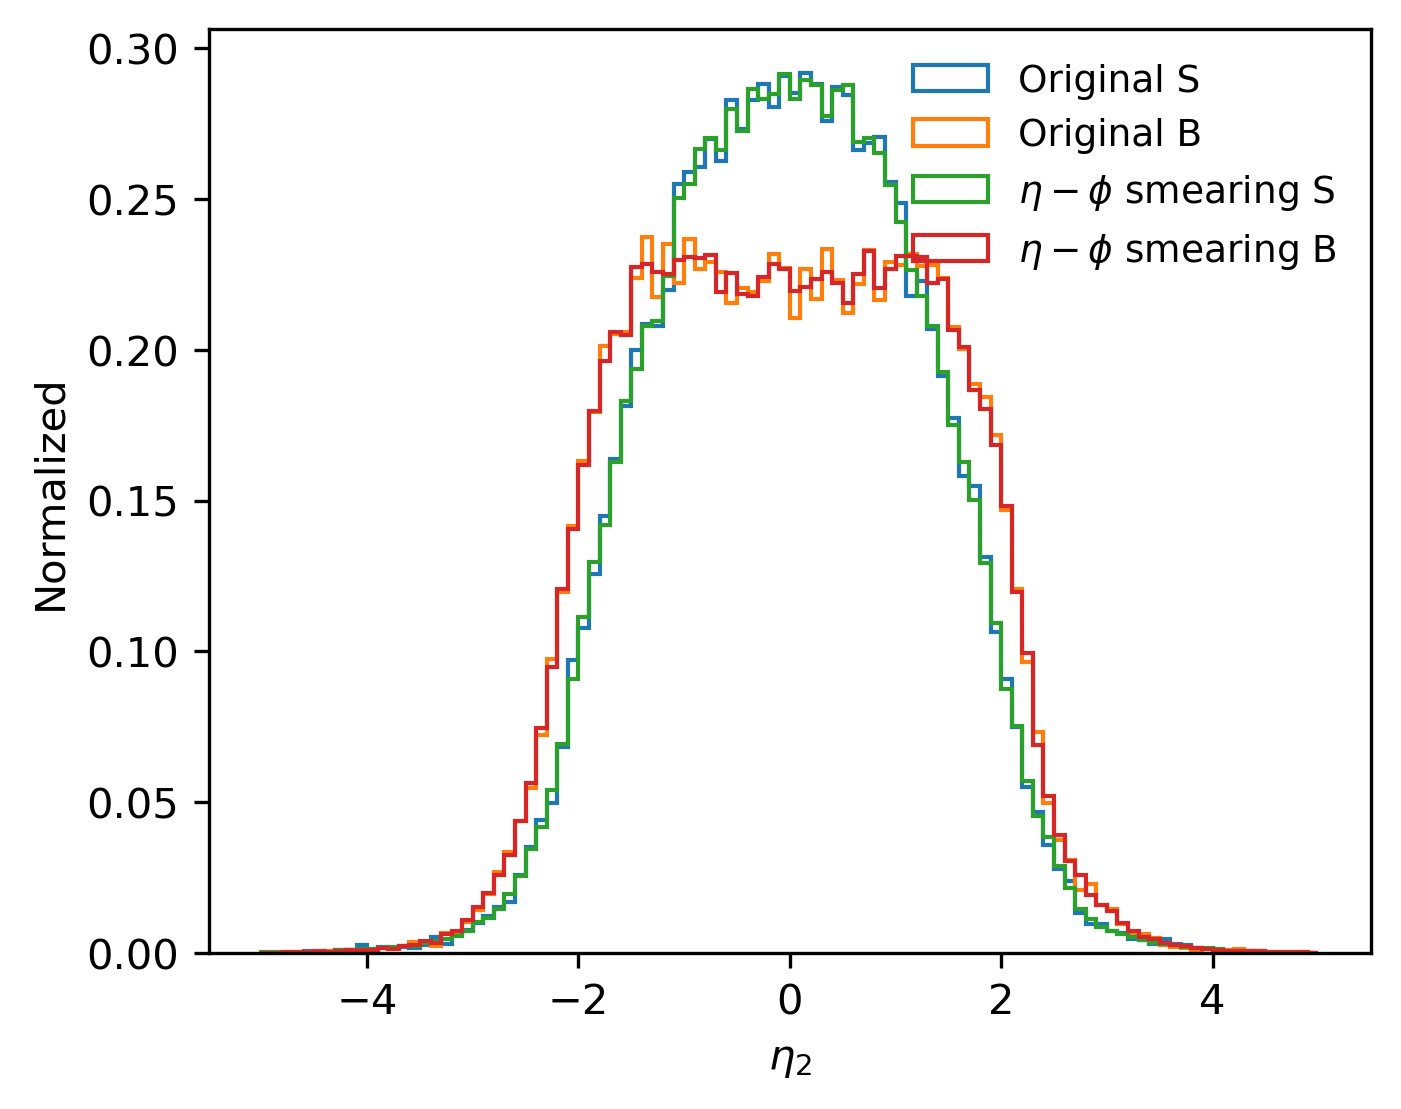 0.30
0.25
0.20
0.15
0.10
0.05
0.00
Normalized
Original S
Original B
η − ϕ smearing S
η − ϕ smearing B
−4 −2 0 2 4
η₂